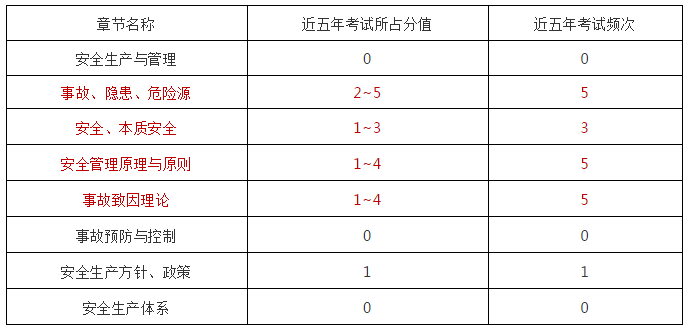 章节名称 近五年考试所占分值 近五年考试频次
安全生产与管理 0 0
事故、隐患、危险源 2~5 5
安全、本质安全 1~3 3
安全管理原理与原则 1~4 5
事故致因理论 1~4 5
事故预防与控制 0 0
安全生产方针、政策 1 1
安全生产体系 0 0